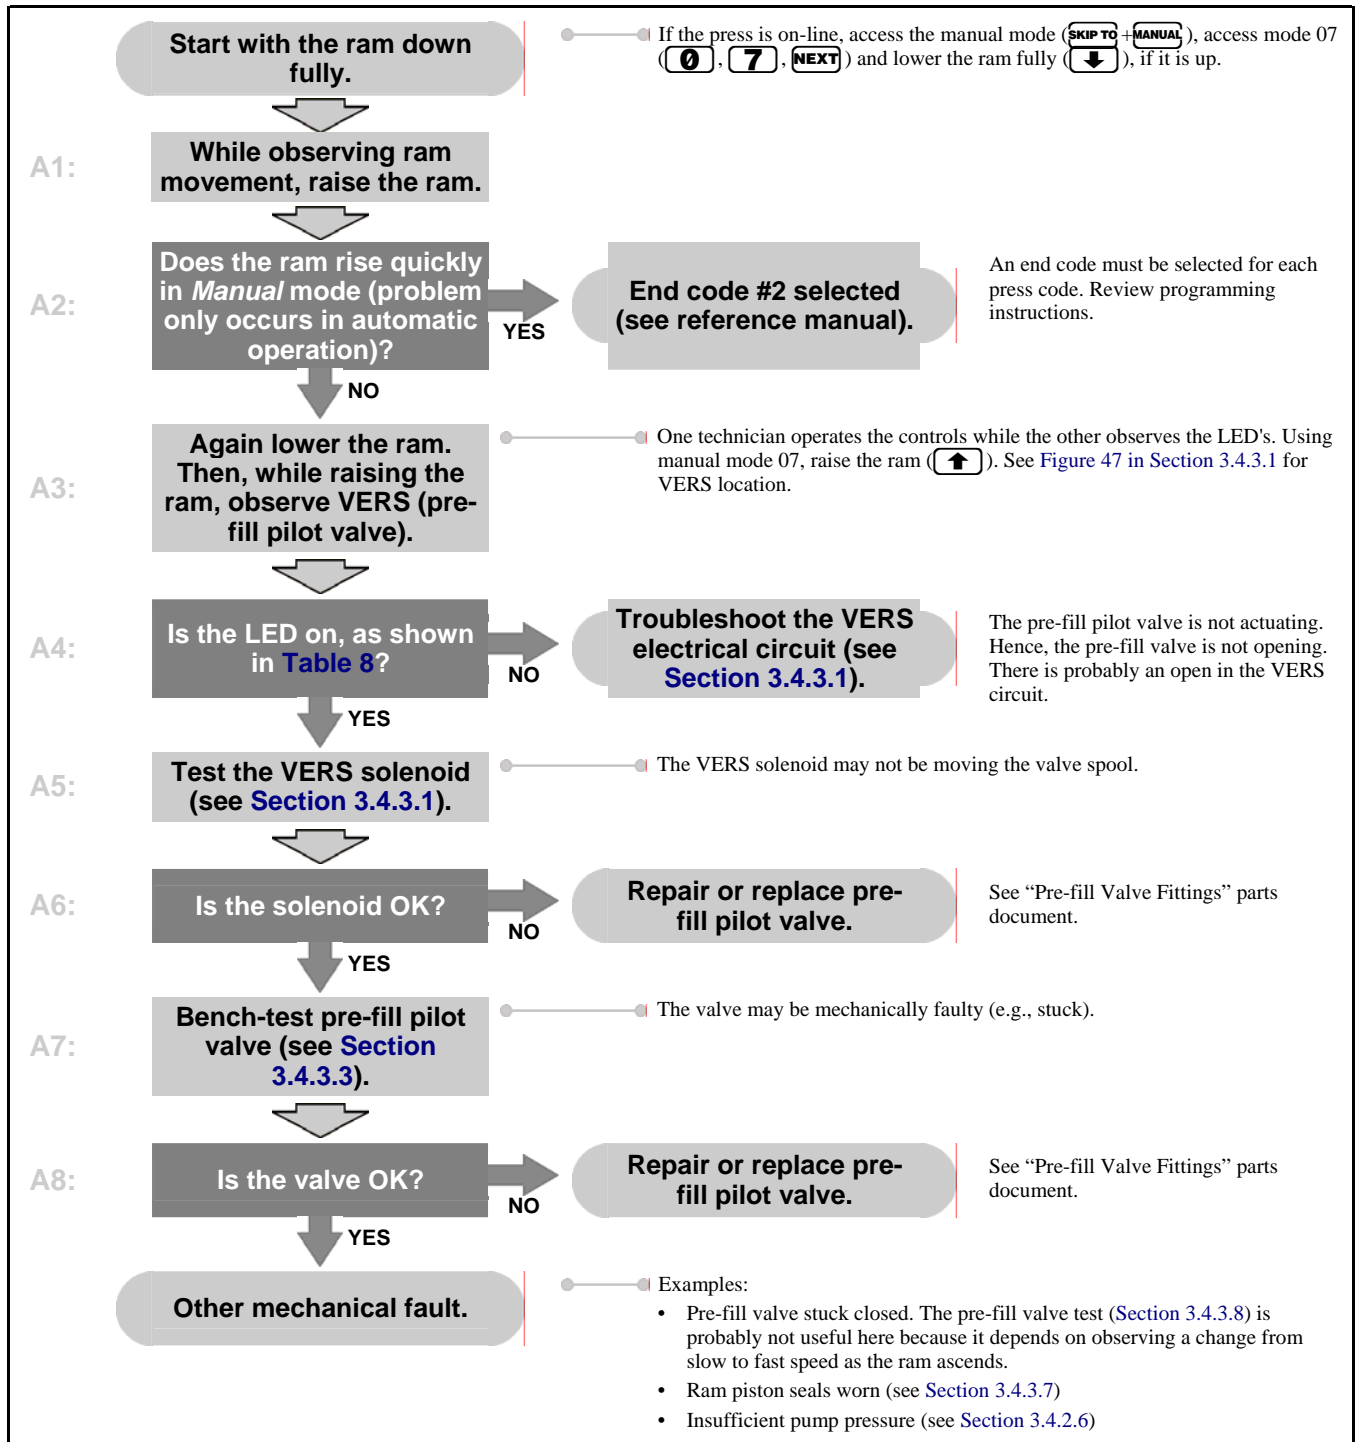 Start with the ram down
fully.
If the press is on-line, access the manual mode (SKIP TO+MANUAL), access mode 07
(0, 7, NEXT) and lower the ram fully (⬇), if it is up.
A1:
While observing ram
movement, raise the ram.
A2:
Does the ram rise quickly
in Manual mode (problem
only occurs in automatic
operation)?
YES
End code #2 selected
(see reference manual).
An end code must be selected for each
press code. Review programming
instructions.
NO
A3:
Again lower the ram.
Then, while raising the
ram, observe VERS (pre-
fill pilot valve).
One technician operates the controls while the other observes the LED's. Using
manual mode 07, raise the ram (⬆). See Figure 47 in Section 3.4.3.1 for
VERS location.
A4:
Is the LED on, as shown
in Table 8?
NO
Troubleshoot the VERS
electrical circuit (see
Section 3.4.3.1).
The pre-fill pilot valve is not actuating.
Hence, the pre-fill valve is not opening.
There is probably an open in the VERS
circuit.
YES
A5:
Test the VERS solenoid
(see Section 3.4.3.1).
The VERS solenoid may not be moving the valve spool.
A6:
Is the solenoid OK?
NO
Repair or replace pre-
fill pilot valve.
See “Pre-fill Valve Fittings” parts
document.
YES
A7:
Bench-test pre-fill pilot
valve (see Section
3.4.3.3).
The valve may be mechanically faulty (e.g., stuck).
A8:
Is the valve OK?
NO
Repair or replace pre-
fill pilot valve.
See “Pre-fill Valve Fittings” parts
document.
YES
Other mechanical fault.
Examples:
• Pre-fill valve stuck closed. The pre-fill valve test (Section 3.4.3.8) is
probably not useful here because it depends on observing a change from
slow to fast speed as the ram ascends.
• Ram piston seals worn (see Section 3.4.3.7)
• Insufficient pump pressure (see Section 3.4.2.6)